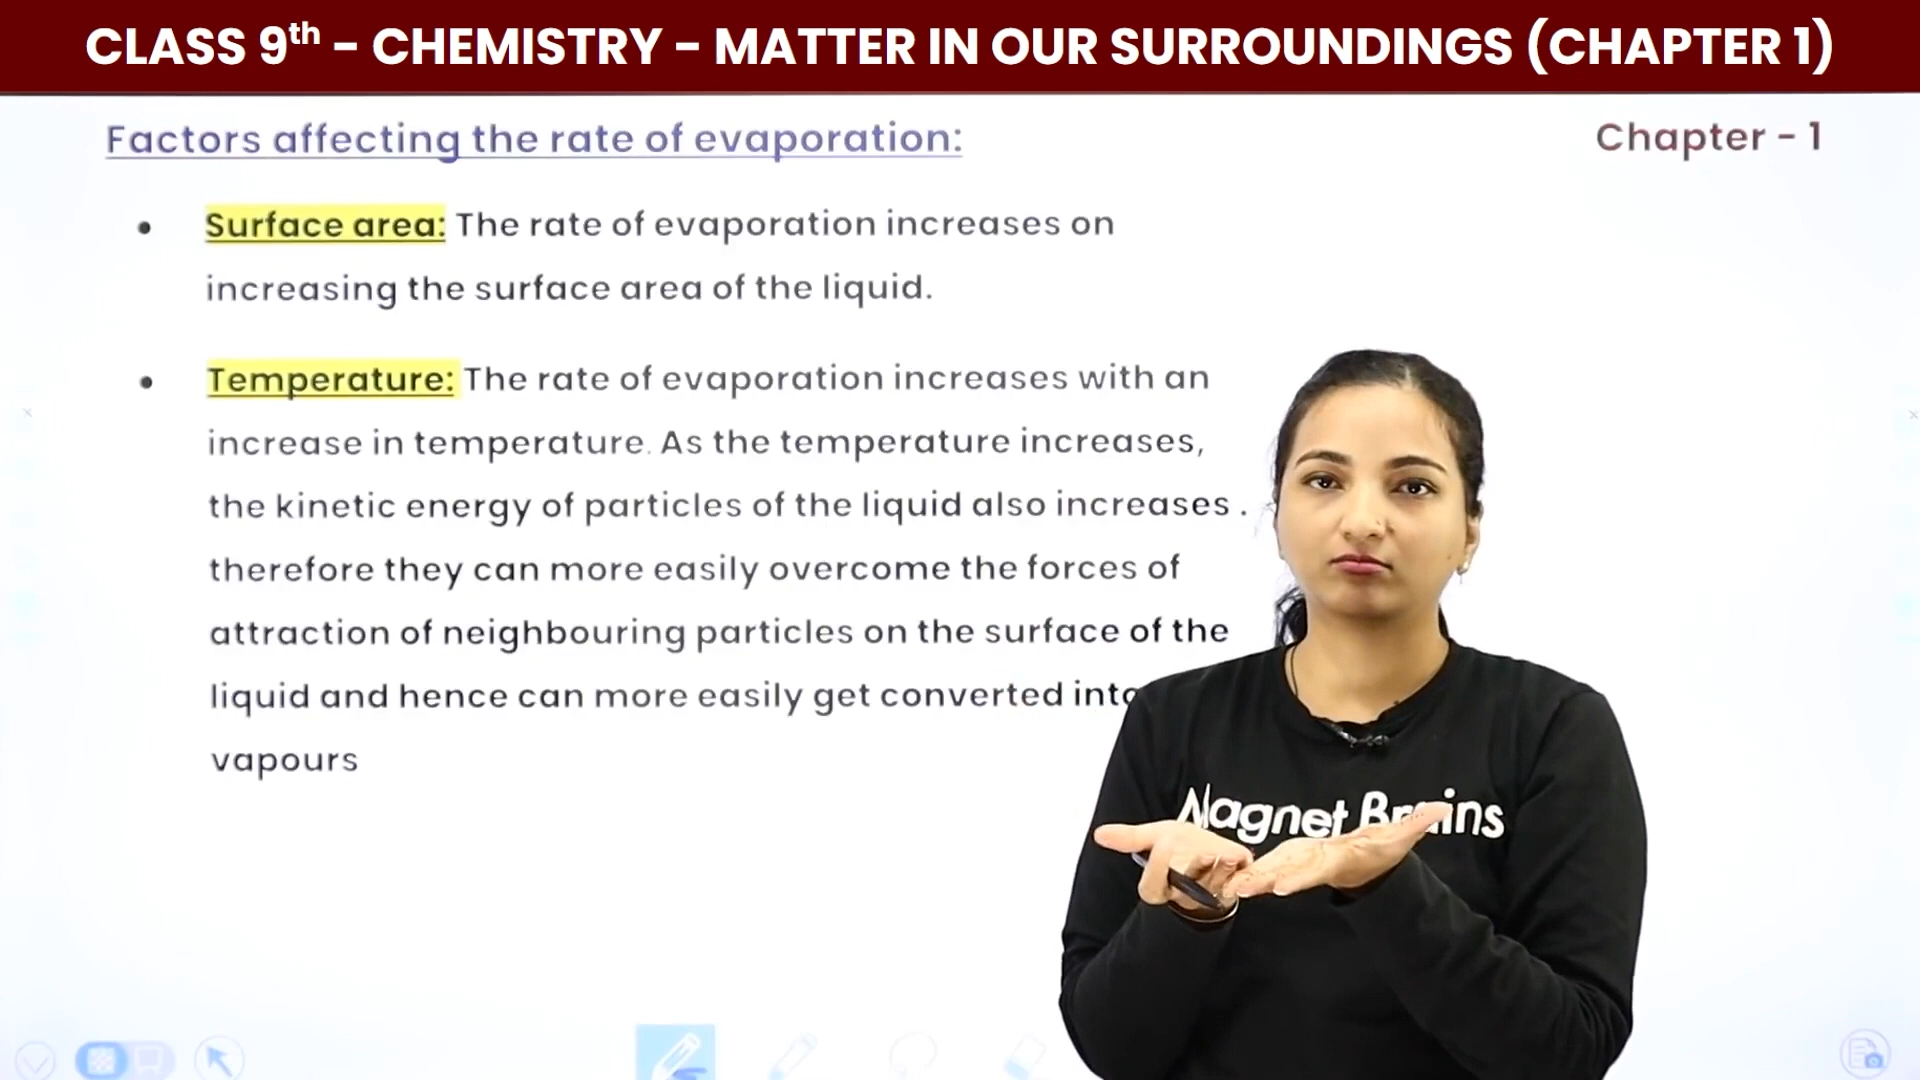 CLASS 9th - CHEMISTRY - MATTER IN OUR SURROUNDINGS (CHAPTER 1)
Factors affecting the rate of evaporation:
Chapter - 1
• Surface area: The rate of evaporation increases on
increasing the surface area of the liquid.
• Temperature: The rate of evaporation increases with an
increase in temperature. As the temperature increases,
the kinetic energy of particles of the liquid also increases .
therefore they can more easily overcome the forces of
attraction of neighbouring particles on the surface of the
liquid and hence can more easily get converted into
vapours
Magnet Brains